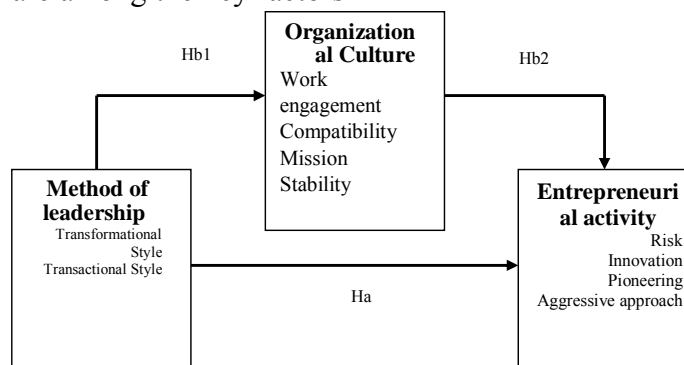 Hb1
Organization
al Culture
Work
engagement
Compatibility
Mission
Stability
Hb2
Method of
leadership
Transformational
Style
Transactional Style
Entrepreneuri
al activity
Risk
Innovation
Pioneering
Aggressive approach
Ha